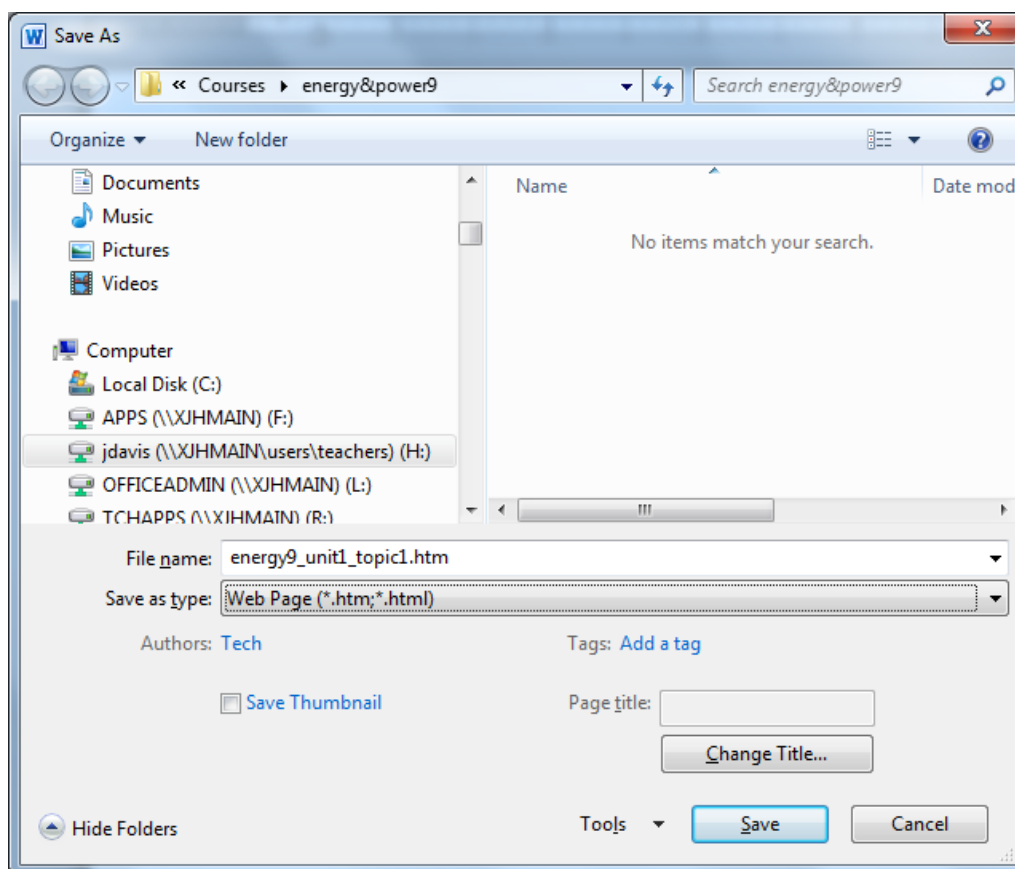 W Save As
« Courses energy&power9 Search energy&power9
Organize New folder ?
Documents
Music
Pictures
Videos
Computer
Local Disk (C:)
APPS (\\XJHMAIN) (F:)
jdavis (\\XJHMAIN\users\teachers) (H:)
OFFICEADMIN (\\XJHMAIN) (L:)
TCHAPPS (\\XJHMAIN) (R:)
Name Date mod
No items match your search.
File name: energy9_unit1_topic1.htm
Save as type: Web Page (*.htm;*.html)
Authors: Tech Tags: Add a tag
Save Thumbnail Page title:
Change Title...
Hide Folders Tools Save Cancel